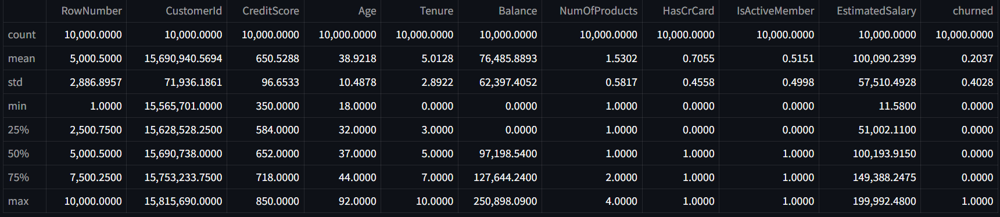 RowNumber CustomerId CreditScore Age Tenure Balance NumOfProducts HasCrCard IsActiveMember EstimatedSalary churned
count 10,000.0000 10,000.0000 10,000.0000 10,000.0000 10,000.0000 10,000.0000 10,000.0000 10,000.0000 10,000.0000 10,000.0000 10,000.0000
mean 5,000.5000 15,690,940.5694 650.5288 38.9218 5.0128 76,485.8893 1.5302 0.7055 0.5151 100,090.2399 0.2037
std 2,886.8957 71,936.1861 96.6533 10.4878 2.8922 62,397.4052 0.5817 0.4558 0.4998 57,510.4928 0.4028
min 1.0000 15,565,701.0000 350.0000 18.0000 0.0000 0.0000 1.0000 0.0000 0.0000 11.5800 0.0000
25% 2,500.7500 15,628,528.2500 584.0000 32.0000 3.0000 0.0000 1.0000 0.0000 0.0000 51,002.1100 0.0000
50% 5,000.5000 15,690,738.0000 652.0000 37.0000 5.0000 97,198.5400 1.0000 1.0000 1.0000 100,193.9150 0.0000
75% 7,500.2500 15,753,233.7500 718.0000 44.0000 7.0000 127,644.2400 2.0000 1.0000 1.0000 149,388.2475 0.0000
max 10,000.0000 15,815,690.0000 850.0000 92.0000 10.0000 250,898.0900 4.0000 1.0000 1.0000 199,992.4800 1.0000